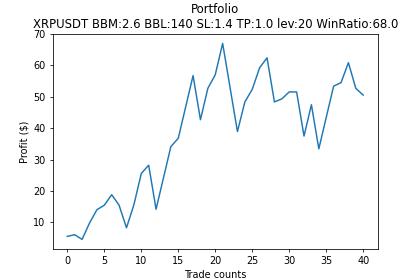 Portfolio
XRPUSDT BBM:2.6 BBL:140 SL:1.4 TP:1.0 lev:20 WinRatio:68.0
70
60
50
40
30
20
10
Profit ($)
0 5 10 15 20 25 30 35 40
Trade counts